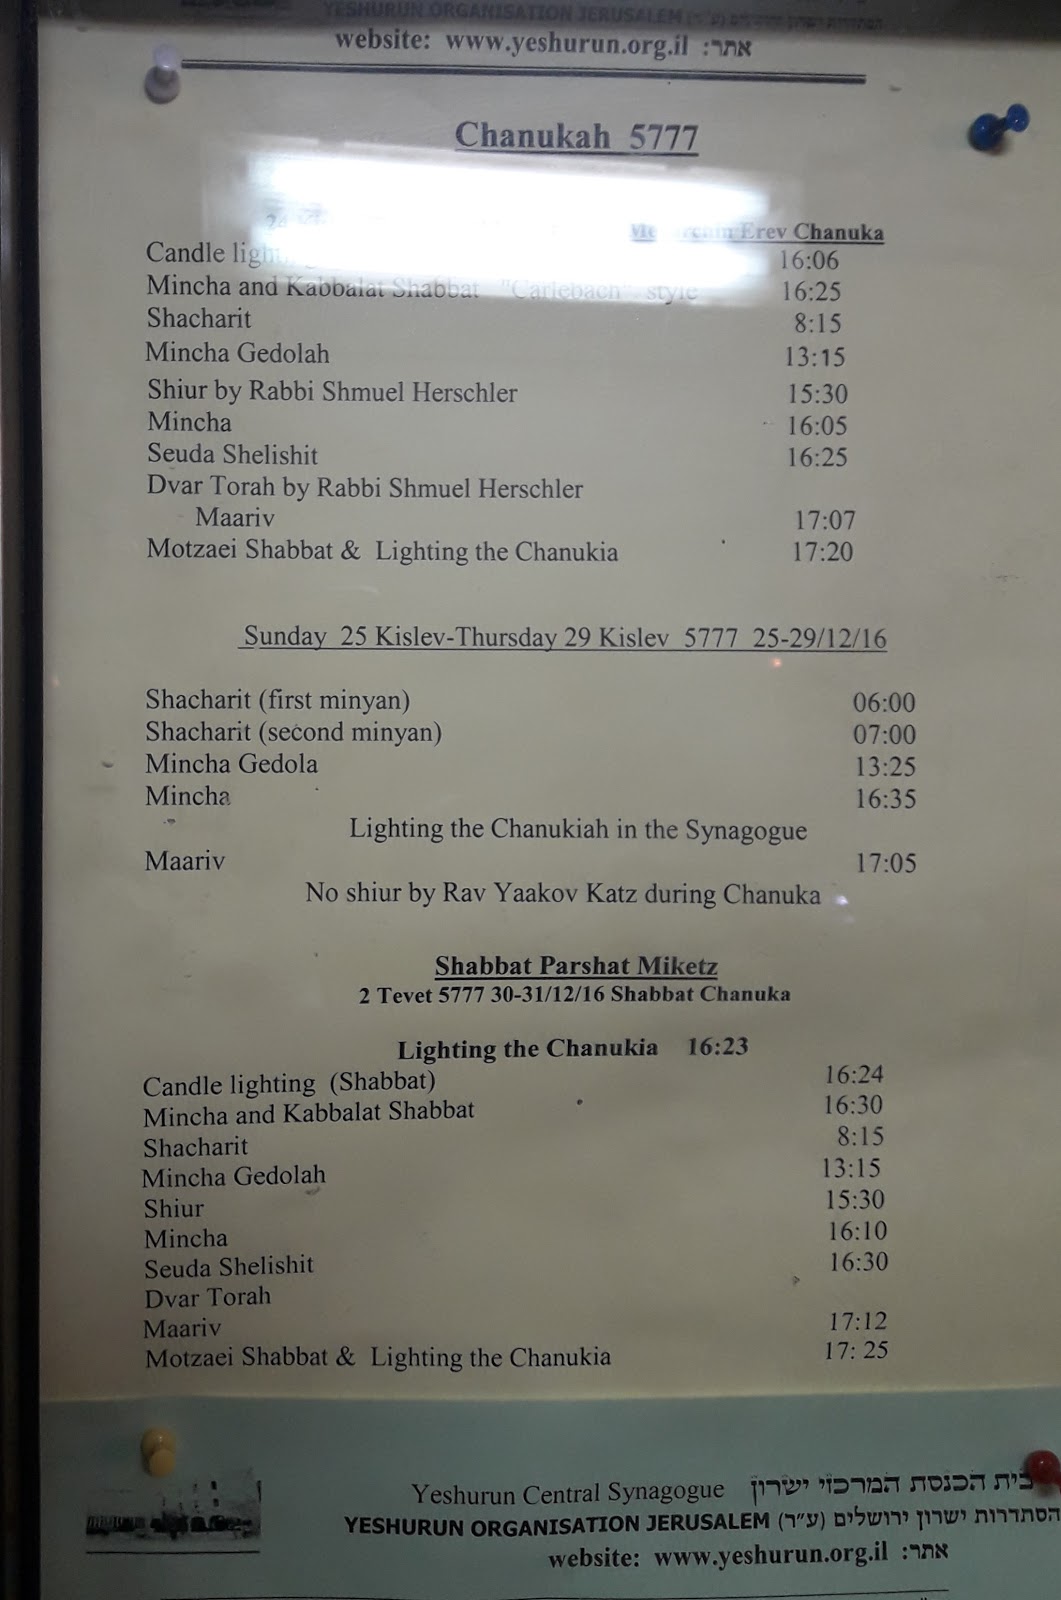 YESHURUN ORGANISATION JERUSALEM
website: www.yeshurun.org.il אתר:
Chanukah 5777
24
Erev Chanuka
Candle 16:06
Mincha and Kabbalat Shabbat "Carlebach" style 16:25
Shacharit 8:15
Mincha Gedolah 13:15
Shiur by Rabbi Shmuel Herschler 15:30
Mincha 16:05
Seuda Shelishit 16:25
Dvar Torah by Rabbi Shmuel Herschler
Maariv 17:07
Motzaei Shabbat & Lighting the Chanukia 17:20
Sunday 25 Kislev-Thursday 29 Kislev 5777 25-29/12/16
Shacharit (first minyan) 06:00
Shacharit (second minyan) 07:00
Mincha Gedola 13:25
Mincha 16:35
Lighting the Chanukiah in the Synagogue
Maariv 17:05
No shiur by Rav Yaakov Katz during Chanuka
Shabbat Parshat Miketz
2 Tevet 5777 30-31/12/16 Shabbat Chanuka
Lighting the Chanukia 16:23
Candle lighting (Shabbat) 16:24
Mincha and Kabbalat Shabbat 16:30
Shacharit 8:15
Mincha Gedolah 13:15
Shiur 15:30
Mincha 16:10
Seuda Shelishit 16:30
Dvar Torah
Maariv 17:12
Motzaei Shabbat & Lighting the Chanukia 17: 25
Yeshurun Central Synagogue בית הכנסת המרכזי ישרון
YESHURUN ORGANISATION JERUSALEM הסתדרות ישרון ירושלים (ע"ר)
website: www.yeshurun.org.il אתר: